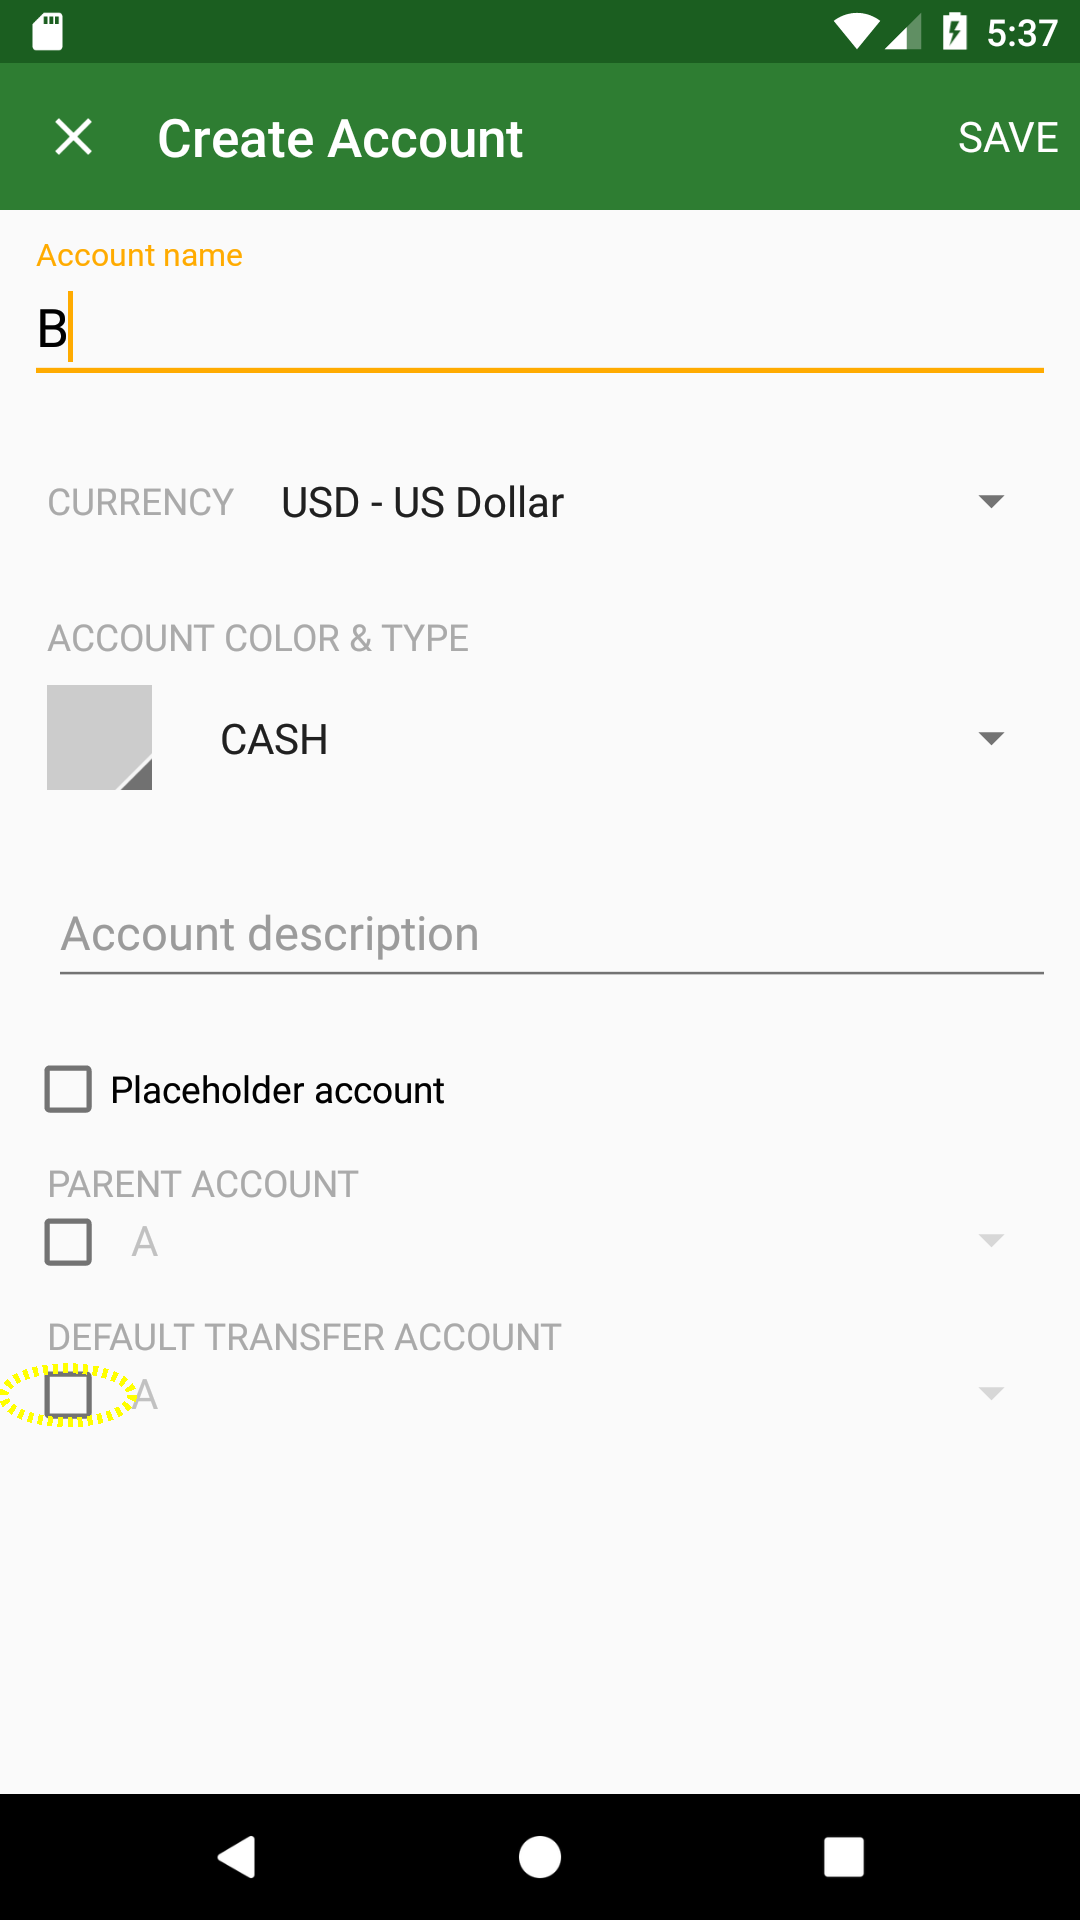 5:37
Create Account
SAVE
Account name
B
CURRENCY USD - US Dollar
ACCOUNT COLOR & TYPE
CASH
Account description
Placeholder account
PARENT ACCOUNT
A
DEFAULT TRANSFER ACCOUNT
A